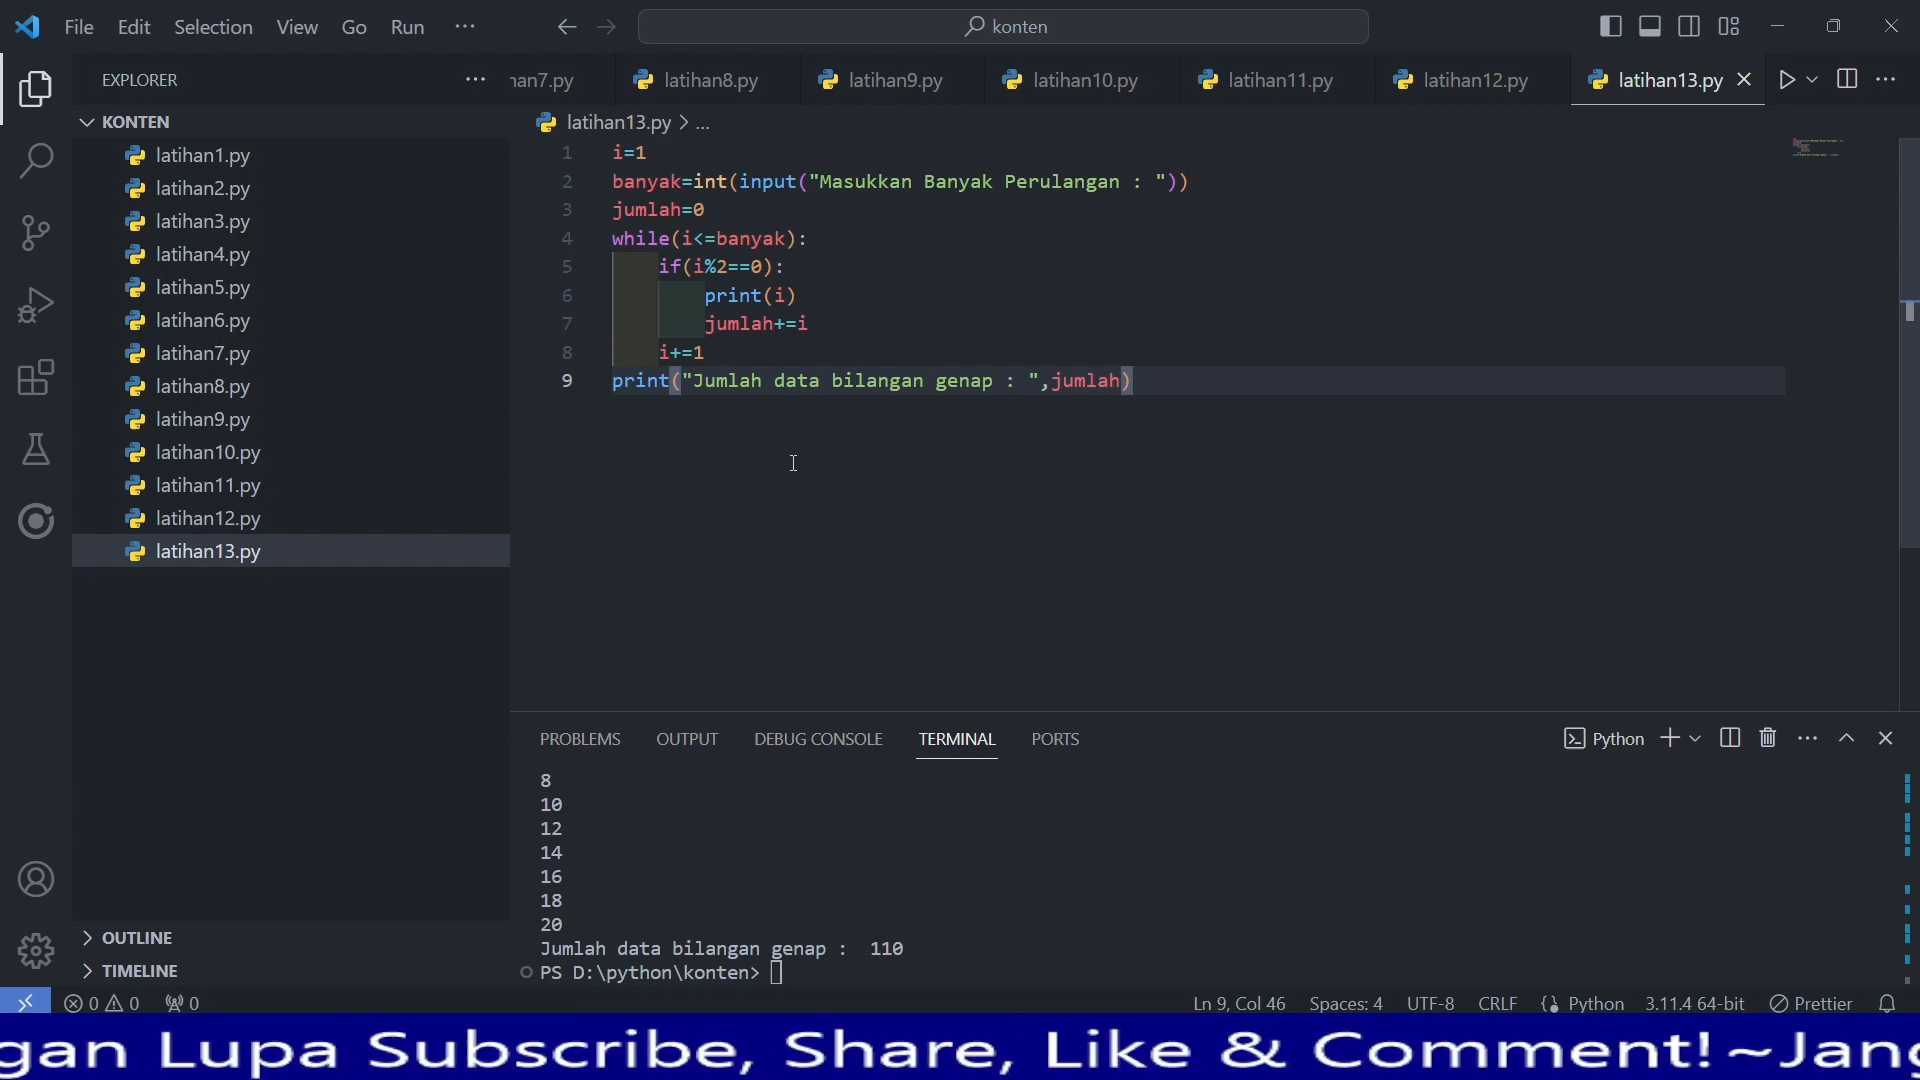 File Edit Selection View Go Run ··· konten
EXPLORER ··· han7.py latihan8.py latihan9.py latihan10.py latihan11.py latihan12.py latihan13.py
KONTEN
latihan1.py
latihan2.py
latihan3.py
latihan4.py
latihan5.py
latihan6.py
latihan7.py
latihan8.py
latihan9.py
latihan10.py
latihan11.py
latihan12.py
latihan13.py
OUTLINE
TIMELINE
latihan13.py > ...
1 i=1
2 banyak=int(input("Masukkan Banyak Perulangan : "))
3 jumlah=0
4 while(i<=banyak):
5     if(i%2==0):
6         print(i)
7         jumlah+=i
8     i+=1
9 print("Jumlah data bilangan genap : ",jumlah)
PROBLEMS OUTPUT DEBUG CONSOLE TERMINAL PORTS Python
8
10
12
14
16
18
20
Jumlah data bilangan genap :  110
PS D:\python\konten>
0 0 0 Ln 9, Col 46 Spaces: 4 UTF-8 CRLF Python 3.11.4 64-bit Prettier
gan Lupa Subscribe, Share, Like & Comment!~Jang